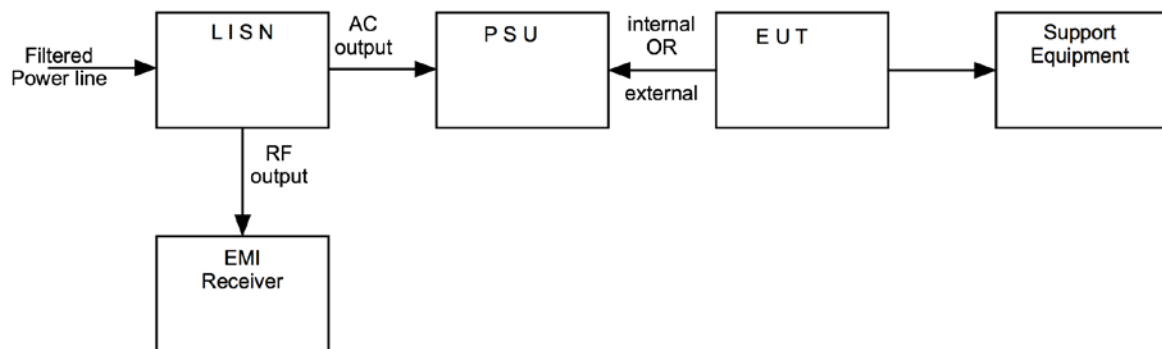 Filtered
Power line
L I S N
AC
output
RF
output
EMI
Receiver
P S U
internal
OR
external
E U T
Support
Equipment